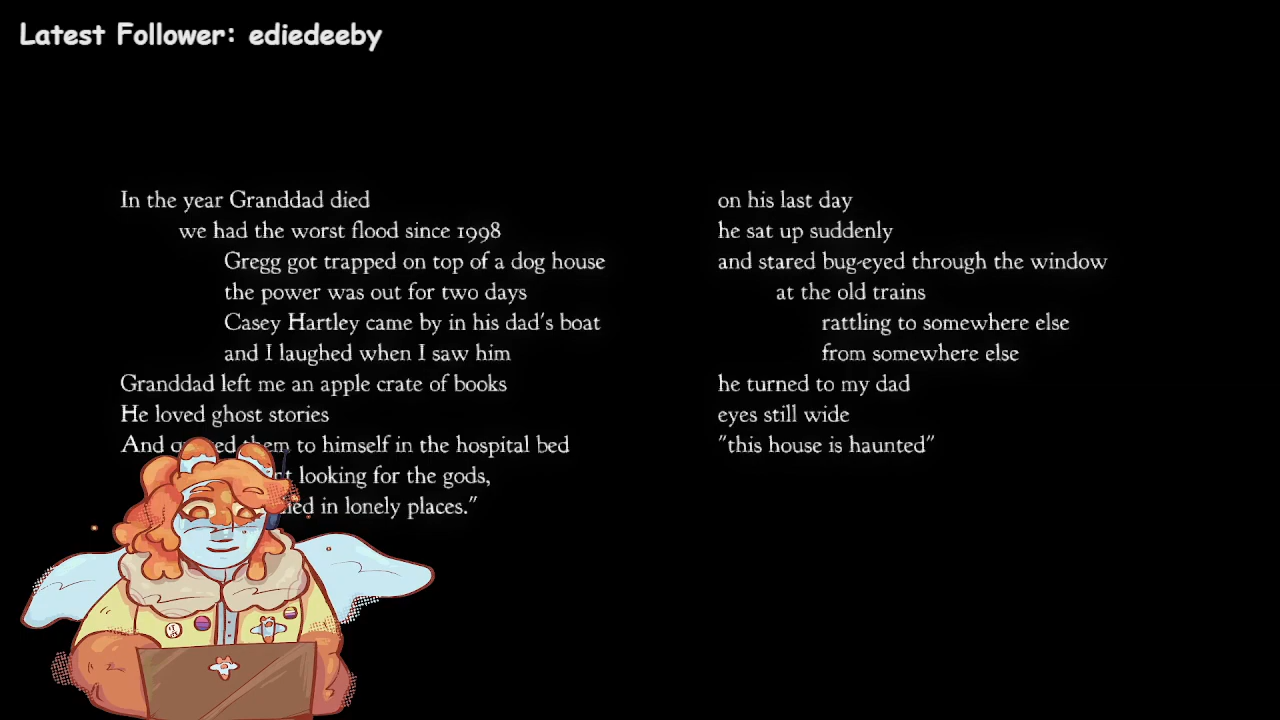 Latest Follower: ediedeeby
In the year Granddad died
we had the worst flood since 1998
Gregg got trapped on top of a dog house
the power was out for two days
Casey Hartley came by in his dad's boat
and I laughed when I saw him
Granddad left me an apple crate of books
He loved ghost stories
And them to himself in the hospital bed
looking for the gods,
in lonely places."
on his last day
he sat up suddenly
and stared bug-eyed through the window
at the old trains
rattling to somewhere else
from somewhere else
he turned to my dad
eyes still wide
"this house is haunted"